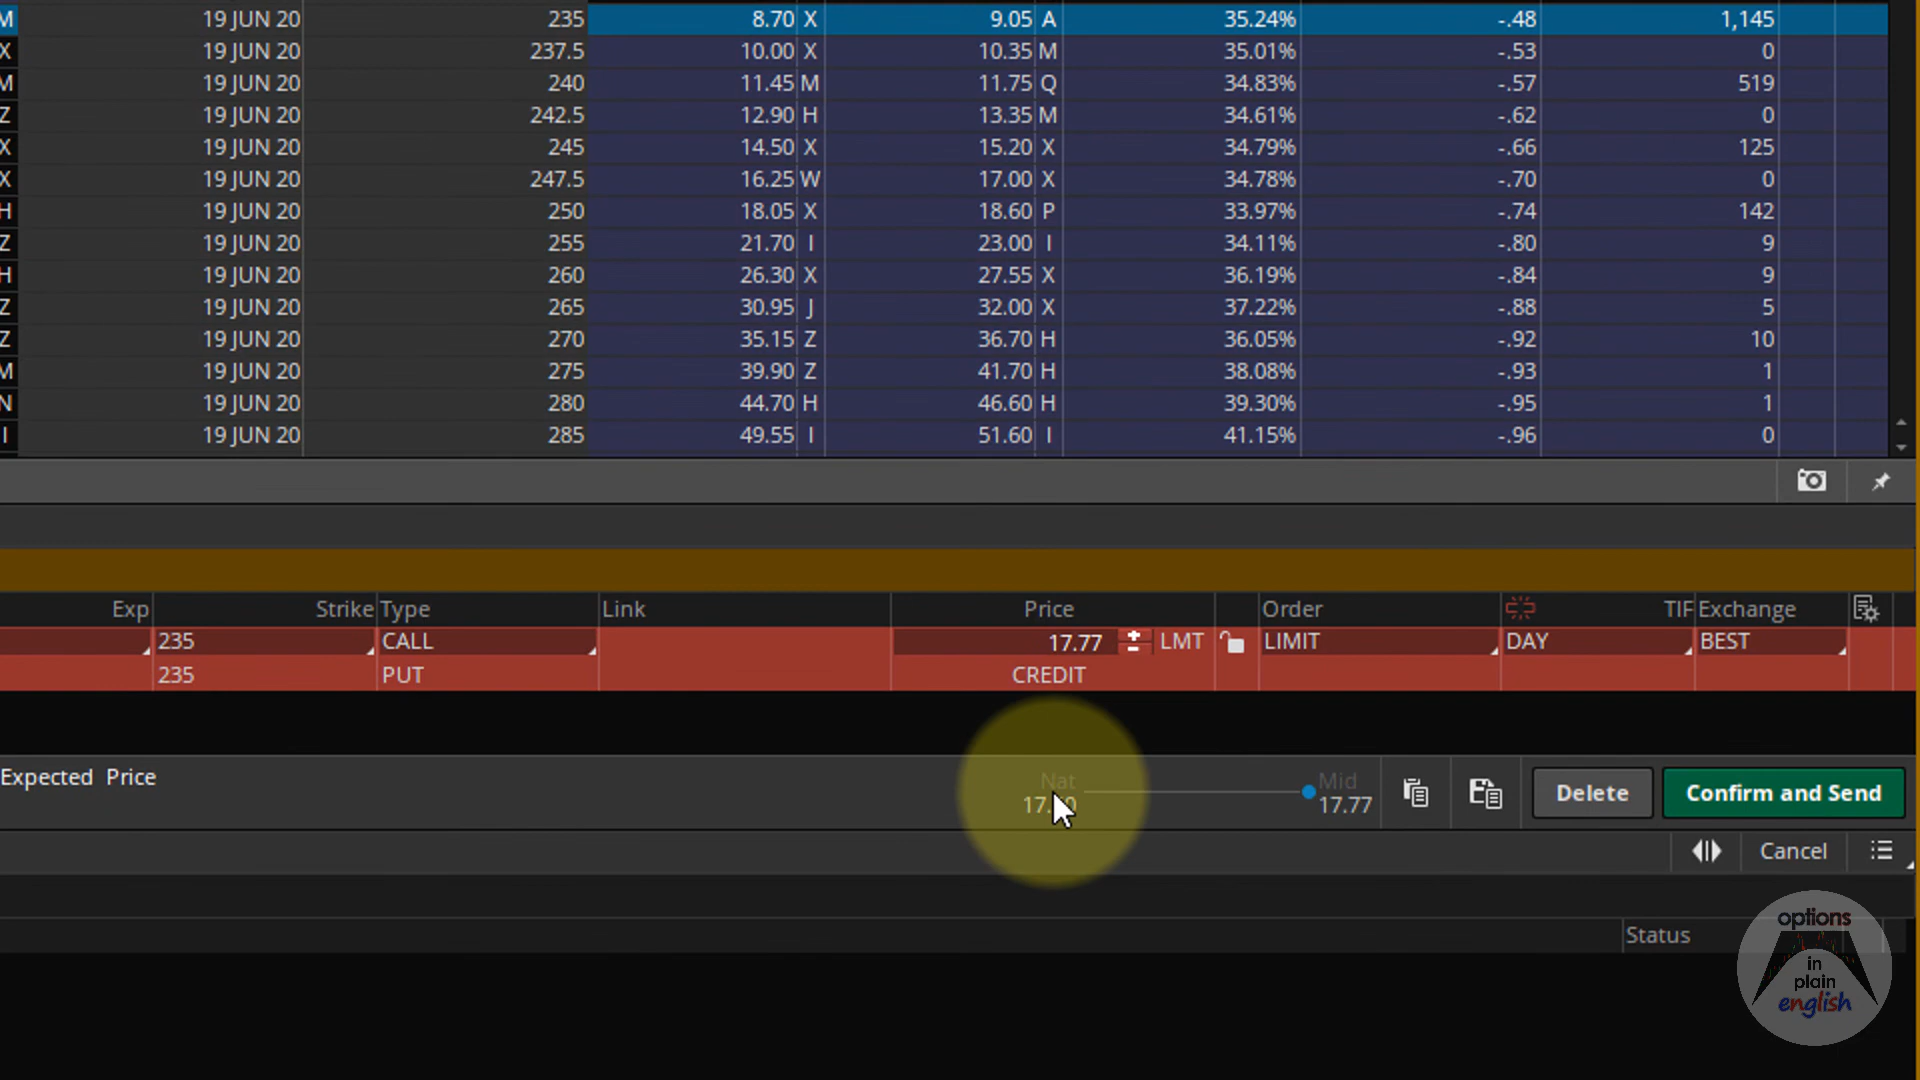 M 19 JUN 20 235 8.70 X 9.05 A 35.24% -.48 1,145
X 19 JUN 20 237.5 10.00 X 10.35 M 35.01% -.53 0
M 19 JUN 20 240 11.45 M 11.75 Q 34.83% -.57 519
Z 19 JUN 20 242.5 12.90 H 13.35 M 34.61% -.62 0
X 19 JUN 20 245 14.50 X 15.20 X 34.79% -.66 125
X 19 JUN 20 247.5 16.25 W 17.00 X 34.78% -.70 0
H 19 JUN 20 250 18.05 X 18.60 P 33.97% -.74 142
Z 19 JUN 20 255 21.70 I 23.00 I 34.11% -.80 9
H 19 JUN 20 260 26.30 X 27.55 X 36.19% -.84 9
Z 19 JUN 20 265 30.95 J 32.00 X 37.22% -.88 5
Z 19 JUN 20 270 35.15 Z 36.70 H 36.05% -.92 10
M 19 JUN 20 275 39.90 Z 41.70 H 38.08% -.93 1
N 19 JUN 20 280 44.70 H 46.60 H 39.30% -.95 1
I 19 JUN 20 285 49.55 I 51.60 I 41.15% -.96 0
Exp Strike Type Link Price Order TIF Exchange
235 CALL 17.77 LMT LIMIT DAY BEST
235 PUT CREDIT
Expected Price Nat Mid Delete Confirm and Send
17.77
Cancel
Status
options
in
plain
english